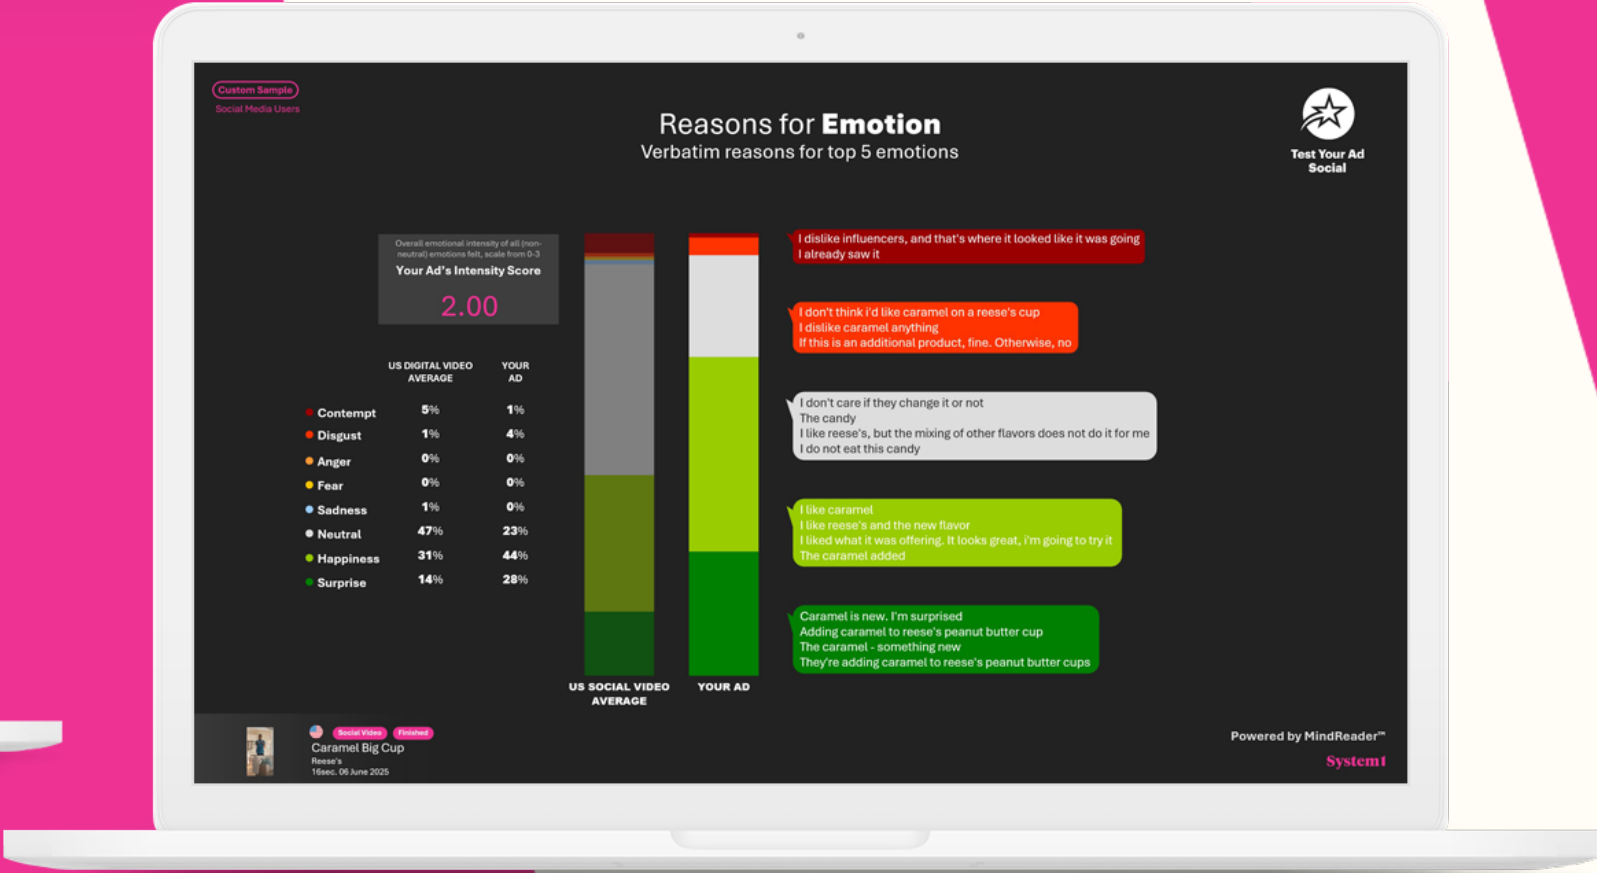 Custom Sample
Social Media Users
Reasons for Emotion
Verbatim reasons for top 5 emotions
Test Your Ad
Social
Overall emotional intensity of all (non-
neutral) emotions felt, scale from 0-3
Your Ad's Intensity Score
2.00
US DIGITAL VIDEO
AVERAGE
YOUR
AD
Contempt 5% 1%
Disgust 1% 4%
Anger 0% 0%
Fear 0% 0%
Sadness 1% 0%
Neutral 47% 23%
Happiness 31% 44%
Surprise 14% 28%
US SOCIAL VIDEO
AVERAGE
YOUR AD
I dislike influencers, and that's where it looked like it was going
I already saw it
I don't think i'd like caramel on a reese's cup
I dislike caramel anything
If this is an additional product, fine. Otherwise, no
I don't care if they change it or not
The candy
I like reese's, but the mixing of other flavors does not do it for me
I do not eat this candy
I like caramel
I like reese's and the new flavor
I liked what it was offering. It looks great, i'm going to try it
The caramel added
Caramel is new. I'm surprised
Adding caramel to reese's peanut butter cup
The caramel - something new
They're adding caramel to reese's peanut butter cups
Social Video Finished
Caramel Big Cup
Reese's
16sec. 06 June 2025
Powered by MindReader™
System1